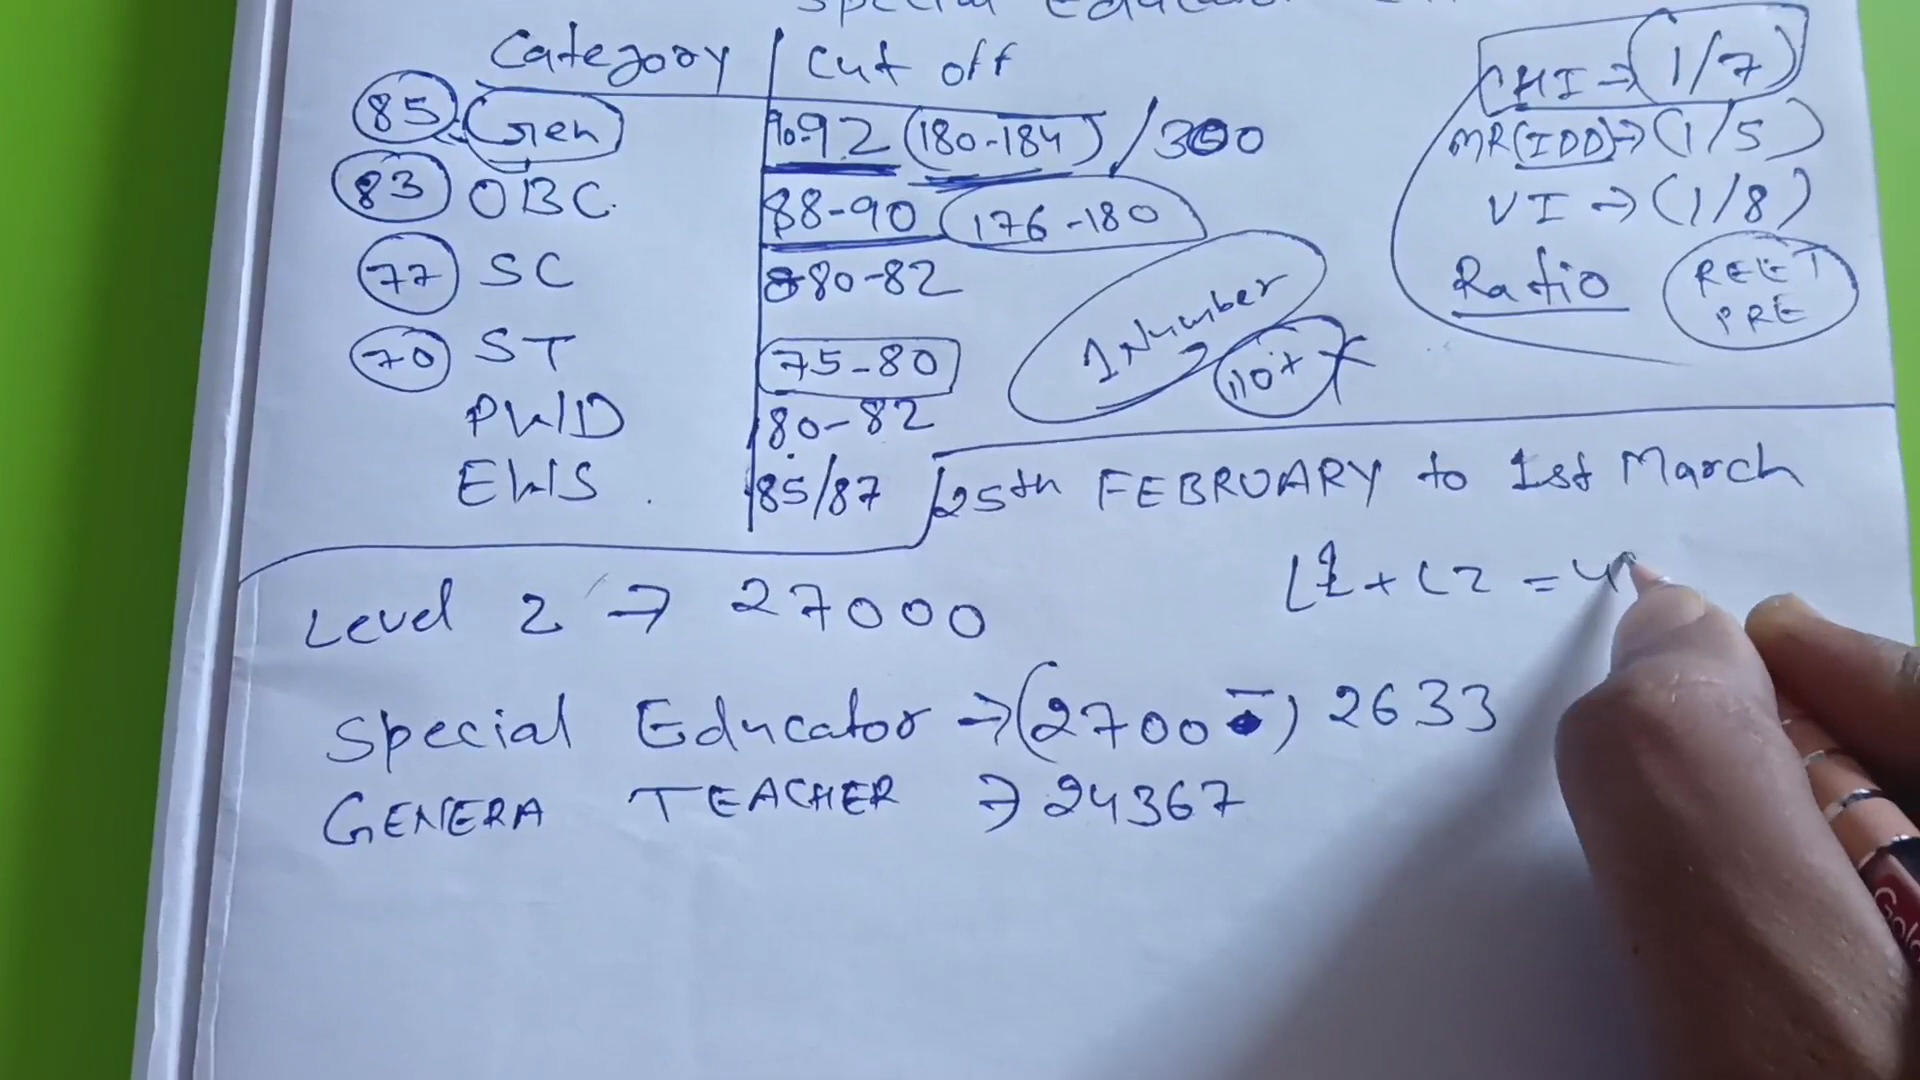 Special Educator
Category | Cut off
85 Gen 90-92 (180-184) / 300
83 OBC 88-90 176-180
77 SC 80-82
70 ST 75-80
PWD 80-82
EWS 85/87
CHI → (1/7)
MR(IDD) → (1/5)
VI → (1/8)
Ratio REET
PRE
1 Number
110+
25th FEBRUARY to 1st March
L1 + L2 = 4
Level 2 → 27000
Special Educator → (2700-) 2633
GENERA TEACHER → 24367